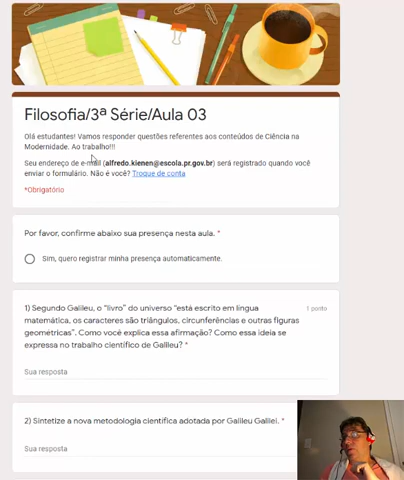 Filosofia/3ª Série/Aula 03
Olá estudantes! Vamos responder questões referentes aos conteúdos de Ciência na
Modernidade. Ao trabalho!!!
Seu endereço de e-mail (alfredo.kienen@escola.pr.gov.br) será registrado quando você
enviar o formulário. Não é você? Troque de conta
*Obrigatório
Por favor, confirme abaixo sua presença nesta aula. *
Sim, quero registrar minha presença automaticamente.
1) Segundo Galileu, o "livro" do universo "está escrito em língua
1 ponto
matemática, os caracteres são triângulos, circunferências e outras figuras
geométricas". Como você explica essa afirmação? Como essa ideia se
expressa no trabalho científico de Galileu? *
Sua resposta
2) Sintetize a nova metodologia científica adotada por Galileu Galilei. *
Sua resposta